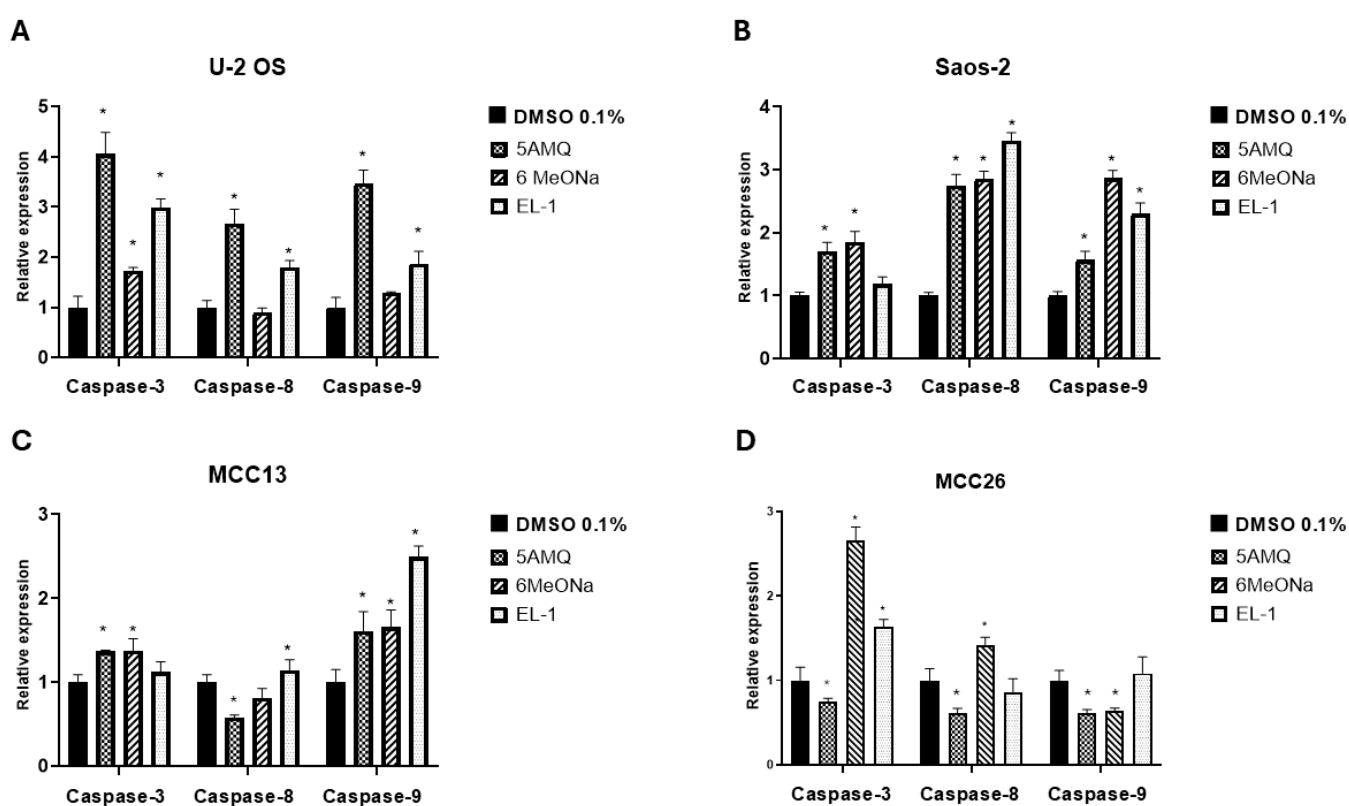 A
U-2 OS
Relative expression
5
4
3
2
1
0
* * * * * * *
Caspase-3 Caspase-8 Caspase-9
DMSO 0.1%
5AMQ
6 MeONa
EL-1
B
Saos-2
Relative expression
4
3
2
1
0
* * * * * * * *
Caspase-3 Caspase-8 Caspase-9
DMSO 0.1%
5AMQ
6MeONa
EL-1
C
MCC13
Relative expression
3
2
1
0
* * * * * * *
Caspase-3 Caspase-8 Caspase-9
DMSO 0.1%
5AMQ
6MeONa
EL-1
D
MCC26
Relative expression
3
2
1
0
* * * * * * *
Caspase-3 Caspase-8 Caspase-9
DMSO 0.1%
5AMQ
6MeONa
EL-1